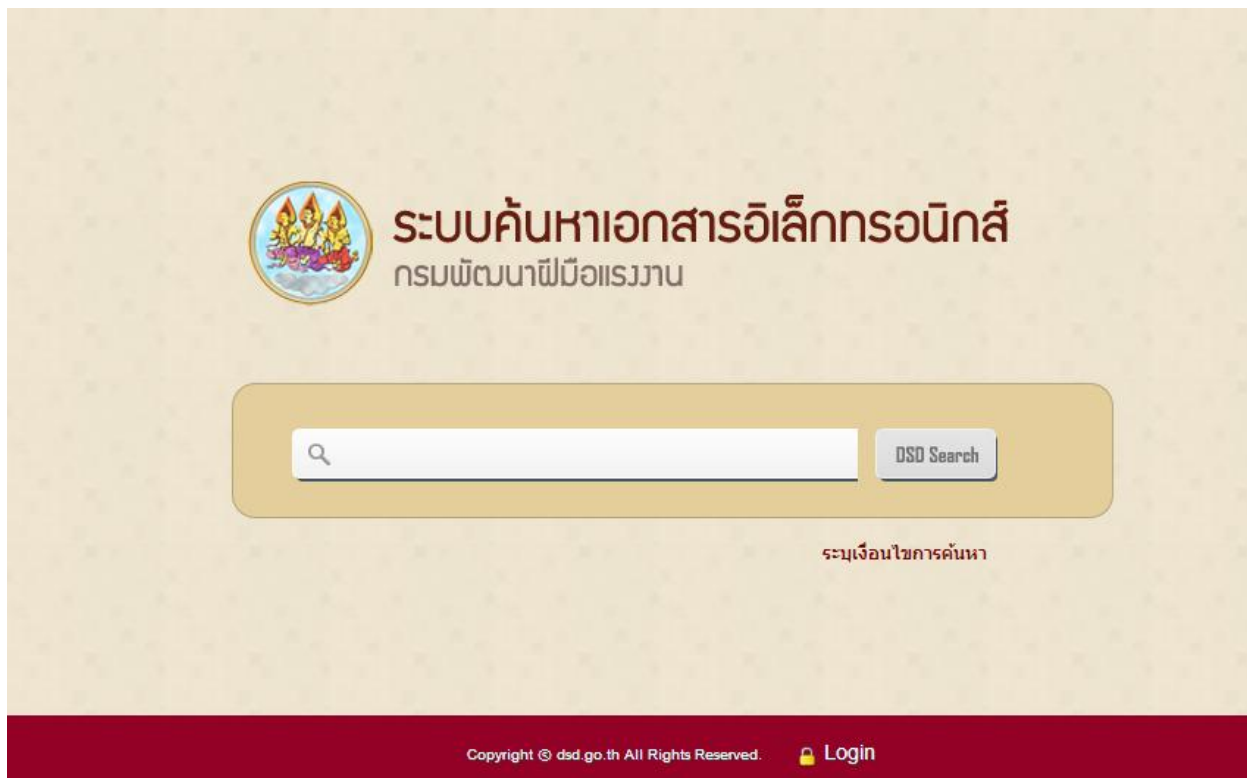 ระบบค้นหาเอกสารอิเล็กทรอนิกส์
กรมพัฒนาฝีมือแรงงาน
DSD Search
ระบุเงื่อนไขการค้นหา
Copyright © dsd.go.th All Rights Reserved. Login